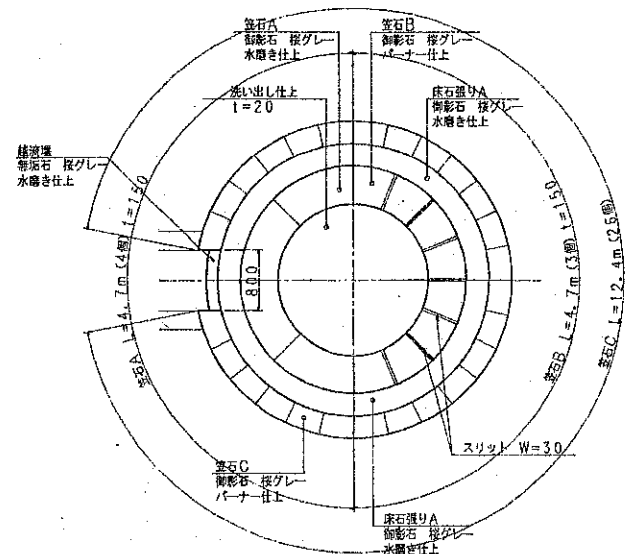 笠石A
御影石 桜グレー
水磨き仕上
笠石B
御影石 桜グレー
バーナー仕上
洗い出し仕上
t=20
床石張りA
御影石 桜グレー
水磨き仕上
越流堰
無垢石 桜グレー
水磨き仕上
笠石A L=4.7m (4個) t=150
800
笠石B L=4.7m (3個) t=150
笠石C L=12.4m (26個)
スリット W=30
笠石C
御影石 桜グレー
バーナー仕上
床石張りA
御影石 桜グレー
水磨き仕上